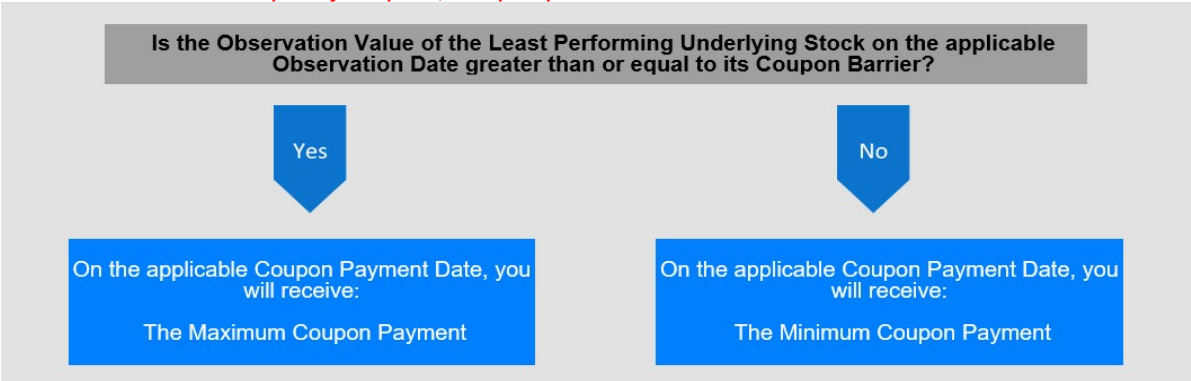 Is the Observation Value of the Least Performing Underlying Stock on the applicable
Observation Date greater than or equal to its Coupon Barrier?
Yes
No
On the applicable Coupon Payment Date, you
will receive:
The Maximum Coupon Payment
On the applicable Coupon Payment Date, you
will receive:
The Minimum Coupon Payment